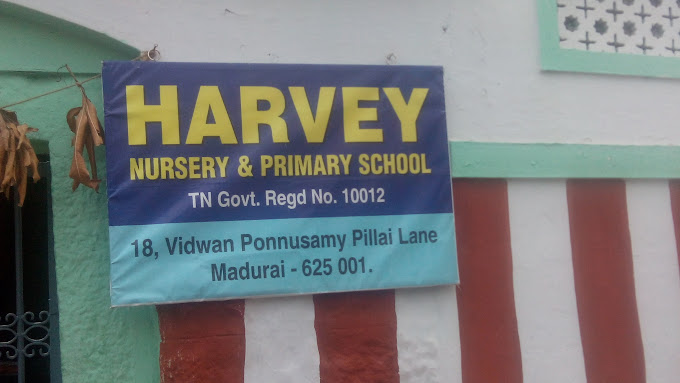 HARVEY
NURSERY & PRIMARY SCHOOL
TN Govt. Regd No. 10012
18, Vidwan Ponnusamy Pillai Lane
Madurai - 625 001.